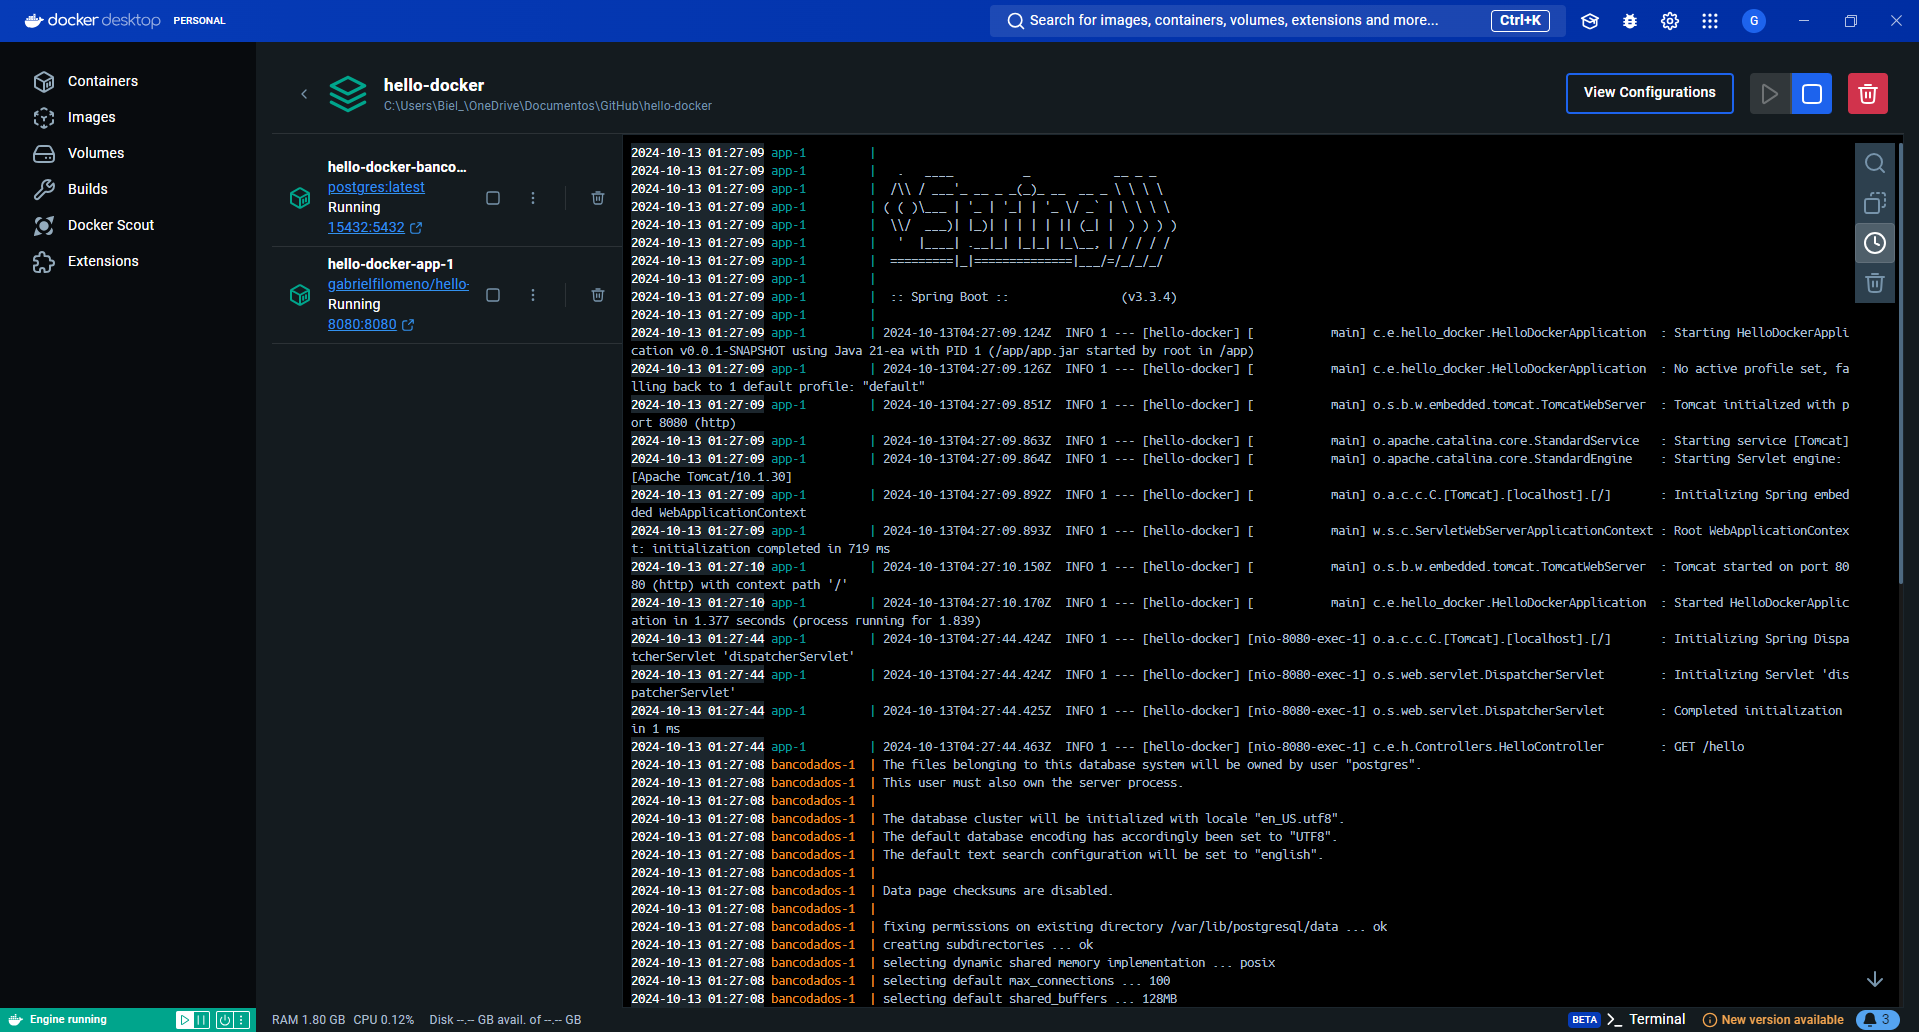 docker desktop PERSONAL
Search for images, containers, volumes, extensions and more... Ctrl+K
G
Containers
Images
Volumes
Builds
Docker Scout
Extensions
hello-docker
C:\Users\Biel_\OneDrive\Documentos\GitHub\hello-docker
View Configurations
hello-docker-banco...
postgres:latest
Running
15432:5432
hello-docker-app-1
gabrielfilomeno/hello-
Running
8080:8080
2024-10-13 01:27:09 app-1 |
2024-10-13 01:27:09 app-1 |   .   ____          _            __ _ _
2024-10-13 01:27:09 app-1 |  /\\ / ___'_ __ _ _(_)_ __  __ _ \ \ \ \
2024-10-13 01:27:09 app-1 | ( ( )\___ | '_ | '_| | '_ \/ _` | \ \ \ \
2024-10-13 01:27:09 app-1 |  \\/  ___)| |_)| | | | | || (_| |  ) ) ) )
2024-10-13 01:27:09 app-1 |   '  |____| .__|_| |_|_| |_\__, | / / / /
2024-10-13 01:27:09 app-1 |  =========|_|==============|___/=/_/_/_/
2024-10-13 01:27:09 app-1 |
2024-10-13 01:27:09 app-1 |  :: Spring Boot ::                (v3.3.4)
2024-10-13 01:27:09 app-1 |
2024-10-13 01:27:09 app-1 | 2024-10-13T04:27:09.124Z  INFO 1 --- [hello-docker] [           main] c.e.hello_docker.HelloDockerApplication  : Starting HelloDockerAppli
cation v0.0.1-SNAPSHOT using Java 21-ea with PID 1 (/app/app.jar started by root in /app)
2024-10-13 01:27:09 app-1 | 2024-10-13T04:27:09.126Z  INFO 1 --- [hello-docker] [           main] c.e.hello_docker.HelloDockerApplication  : No active profile set, fa
lling back to 1 default profile: "default"
2024-10-13 01:27:09 app-1 | 2024-10-13T04:27:09.851Z  INFO 1 --- [hello-docker] [           main] o.s.b.w.embedded.tomcat.TomcatWebServer  : Tomcat initialized with p
ort 8080 (http)
2024-10-13 01:27:09 app-1 | 2024-10-13T04:27:09.863Z  INFO 1 --- [hello-docker] [           main] o.apache.catalina.core.StandardService   : Starting service [Tomcat]
2024-10-13 01:27:09 app-1 | 2024-10-13T04:27:09.864Z  INFO 1 --- [hello-docker] [           main] o.apache.catalina.core.StandardEngine    : Starting Servlet engine:
[Apache Tomcat/10.1.30]
2024-10-13 01:27:09 app-1 | 2024-10-13T04:27:09.892Z  INFO 1 --- [hello-docker] [           main] o.a.c.c.C.[Tomcat].[localhost].[/]       : Initializing Spring embed
ded WebApplicationContext
2024-10-13 01:27:09 app-1 | 2024-10-13T04:27:09.893Z  INFO 1 --- [hello-docker] [           main] w.s.c.ServletWebServerApplicationContext : Root WebApplicationContex
t: initialization completed in 719 ms
2024-10-13 01:27:10 app-1 | 2024-10-13T04:27:10.150Z  INFO 1 --- [hello-docker] [           main] o.s.b.w.embedded.tomcat.TomcatWebServer  : Tomcat started on port 80
80 (http) with context path '/'
2024-10-13 01:27:10 app-1 | 2024-10-13T04:27:10.170Z  INFO 1 --- [hello-docker] [           main] c.e.hello_docker.HelloDockerApplication  : Started HelloDockerApplic
ation in 1.377 seconds (process running for 1.839)
2024-10-13 01:27:44 app-1 | 2024-10-13T04:27:44.424Z  INFO 1 --- [hello-docker] [nio-8080-exec-1] o.a.c.c.C.[Tomcat].[localhost].[/]       : Initializing Spring Dispa
tcherServlet 'dispatcherServlet'
2024-10-13 01:27:44 app-1 | 2024-10-13T04:27:44.424Z  INFO 1 --- [hello-docker] [nio-8080-exec-1] o.s.web.servlet.DispatcherServlet        : Initializing Servlet 'dis
patcherServlet'
2024-10-13 01:27:44 app-1 | 2024-10-13T04:27:44.425Z  INFO 1 --- [hello-docker] [nio-8080-exec-1] o.s.web.servlet.DispatcherServlet        : Completed initialization
in 1 ms
2024-10-13 01:27:44 app-1 | 2024-10-13T04:27:44.463Z  INFO 1 --- [hello-docker] [nio-8080-exec-1] c.e.h.Controllers.HelloController        : GET /hello
2024-10-13 01:27:08 bancodados-1 | The files belonging to this database system will be owned by user "postgres".
2024-10-13 01:27:08 bancodados-1 | This user must also own the server process.
2024-10-13 01:27:08 bancodados-1 |
2024-10-13 01:27:08 bancodados-1 | The database cluster will be initialized with locale "en_US.utf8".
2024-10-13 01:27:08 bancodados-1 | The default database encoding has accordingly been set to "UTF8".
2024-10-13 01:27:08 bancodados-1 | The default text search configuration will be set to "english".
2024-10-13 01:27:08 bancodados-1 |
2024-10-13 01:27:08 bancodados-1 | Data page checksums are disabled.
2024-10-13 01:27:08 bancodados-1 |
2024-10-13 01:27:08 bancodados-1 | fixing permissions on existing directory /var/lib/postgresql/data ... ok
2024-10-13 01:27:08 bancodados-1 | creating subdirectories ... ok
2024-10-13 01:27:08 bancodados-1 | selecting dynamic shared memory implementation ... posix
2024-10-13 01:27:08 bancodados-1 | selecting default max_connections ... 100
2024-10-13 01:27:08 bancodados-1 | selecting default shared_buffers ... 128MB
Engine running
RAM 1.80 GB CPU 0.12% Disk --.-- GB avail. of --.-- GB
BETA Terminal New version available 3